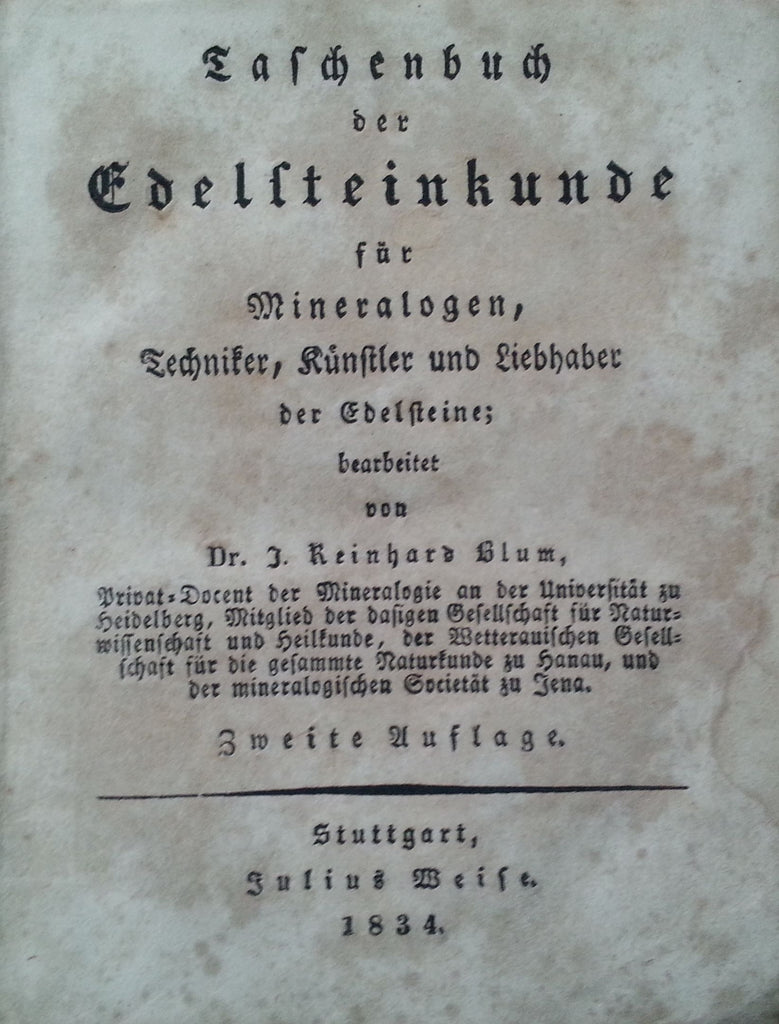 Taſchenbuch
der
Edelſteinkunde
für
Mineralogen,
Techniker, Künſtler und Liebhaber
der Edelſteine;
bearbeitet
von
Dr. J. Reinhard Blum,
Privat-Docent der Mineralogie an der Univerſität zu
Heidelberg, Mitglied der daſigen Geſellſchaft für Natur-
wiſſenſchaft und Heilkunde, der Wetterauiſchen Geſell-
ſchaft für die geſammte Naturkunde zu Hanau, und
der mineralogiſchen Societät zu Jena.
Zweite Auflage.
Stuttgart,
Julius Weiſe.
1834.